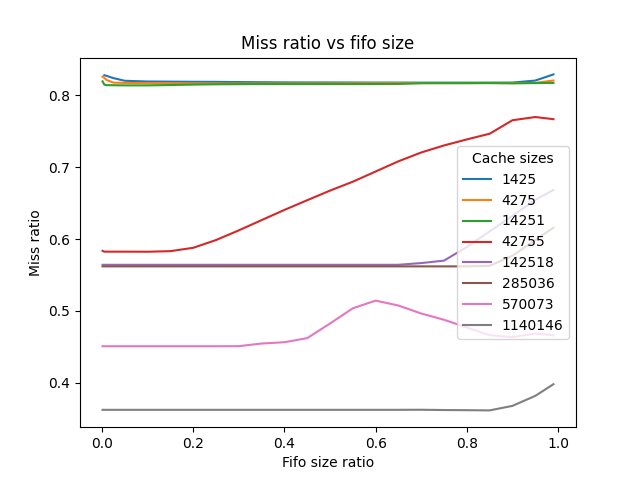 Miss ratio vs fifo size
Miss ratio
0.8
0.7
0.6
0.5
0.4
Cache sizes
1425
4275
14251
42755
142518
285036
570073
1140146
0.0 0.2 0.4 0.6 0.8 1.0
Fifo size ratio